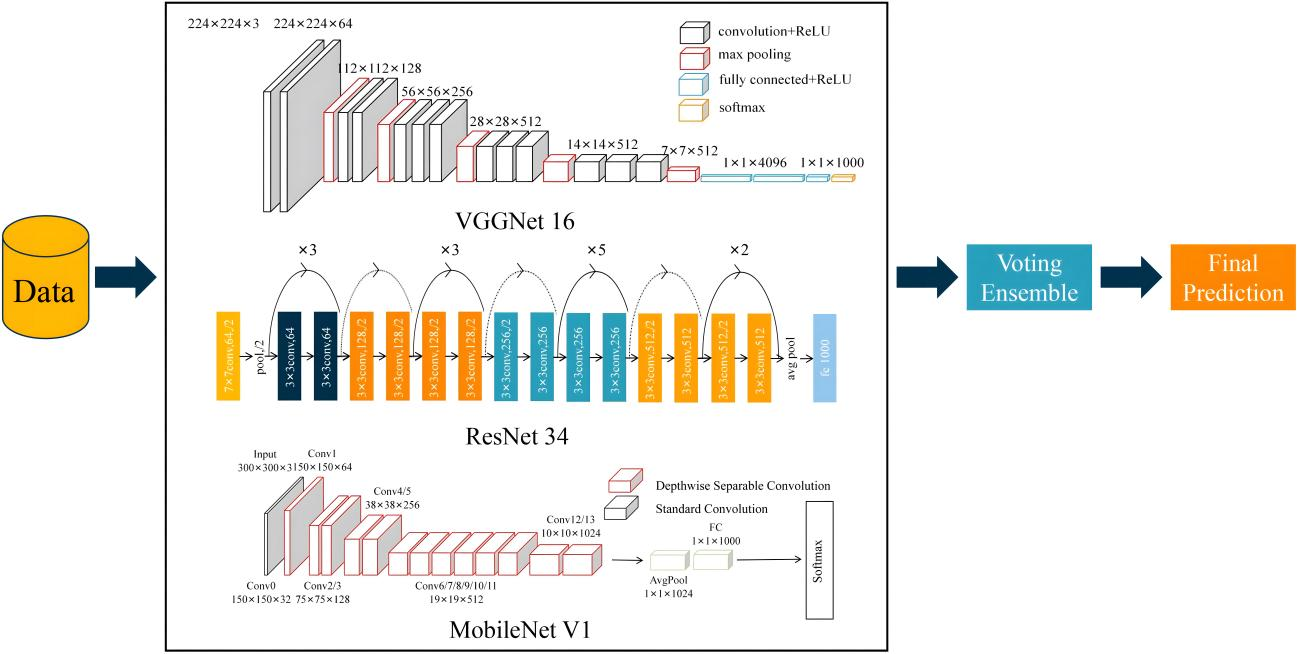 224×224×3
224×224×64
convolution+ReLU
max pooling
fully connected+ReLU
softmax
112×112×128
56×56×256
28×28×512
14×14×512
7×7×512
1×1×4096
1×1×1000
VGGNet 16
Data
Voting
Ensemble
Final
Prediction
×3
×3
×5
×2
7×7conv,64,/2
pool,/2
3×3conv,64
3×3conv,64
3×3conv,128,/2
3×3conv,128,/2
3×3conv,128,/2
3×3conv,128,/2
3×3conv,256,/2
3×3conv,256
3×3conv,256
3×3conv,256
3×3conv,512,/2
3×3conv,512
3×3conv,512,/2
3×3conv,512
avg pool
fc 1000
ResNet 34
Input
300×300×3
Conv1
150×150×64
Conv4/5
38×38×256
Depthwise Separable Convolution
Standard Convolution
Conv12/13
10×10×1024
FC
1×1×1000
Softmax
AvgPool
1×1×1024
Conv0
150×150×32
Conv2/3
75×75×128
Conv6/7/8/9/10/11
19×19×512
MobileNet V1